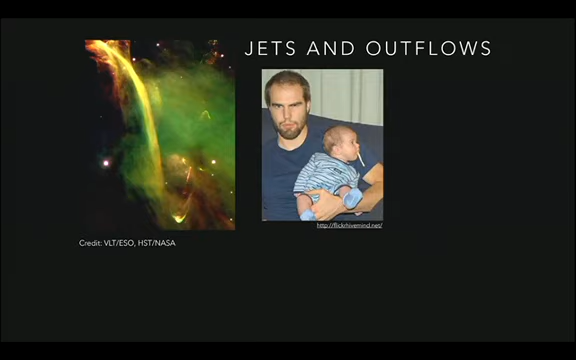 JETS AND OUTFLOWS
http://flickrhivemind.net/
Credit: VLT/ESO, HST/NASA